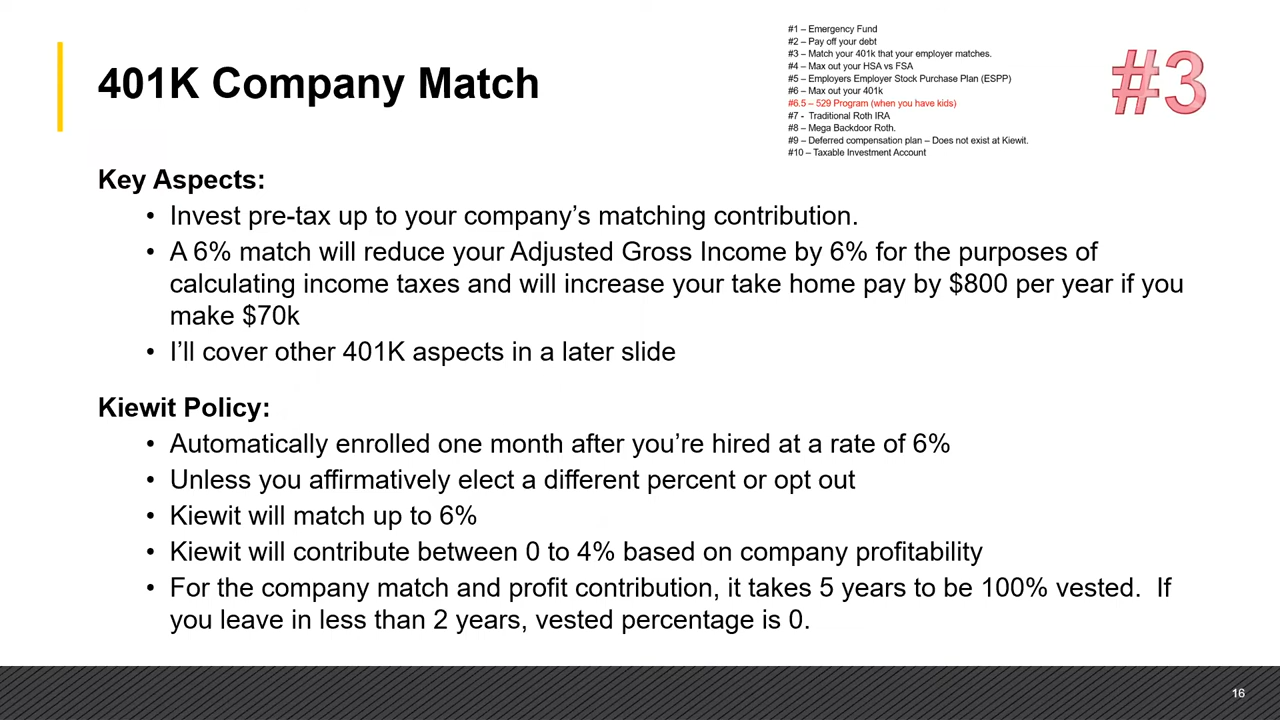 401K Company Match
#1 – Emergency Fund
#2 – Pay off your debt
#3 – Match your 401k that your employer matches.
#4 – Max out your HSA vs FSA
#5 – Employers Employer Stock Purchase Plan (ESPP)
#6 – Max out your 401k
#6.5 – 529 Program (when you have kids)
#7 - Traditional Roth IRA
#8 – Mega Backdoor Roth.
#9 – Deferred compensation plan – Does not exist at Kiewit.
#10 – Taxable Investment Account
#3
Key Aspects:
• Invest pre-tax up to your company’s matching contribution.
• A 6% match will reduce your Adjusted Gross Income by 6% for the purposes of
calculating income taxes and will increase your take home pay by $800 per year if you
make $70k
• I’ll cover other 401K aspects in a later slide
Kiewit Policy:
• Automatically enrolled one month after you’re hired at a rate of 6%
• Unless you affirmatively elect a different percent or opt out
• Kiewit will match up to 6%
• Kiewit will contribute between 0 to 4% based on company profitability
• For the company match and profit contribution, it takes 5 years to be 100% vested. If
you leave in less than 2 years, vested percentage is 0.
16